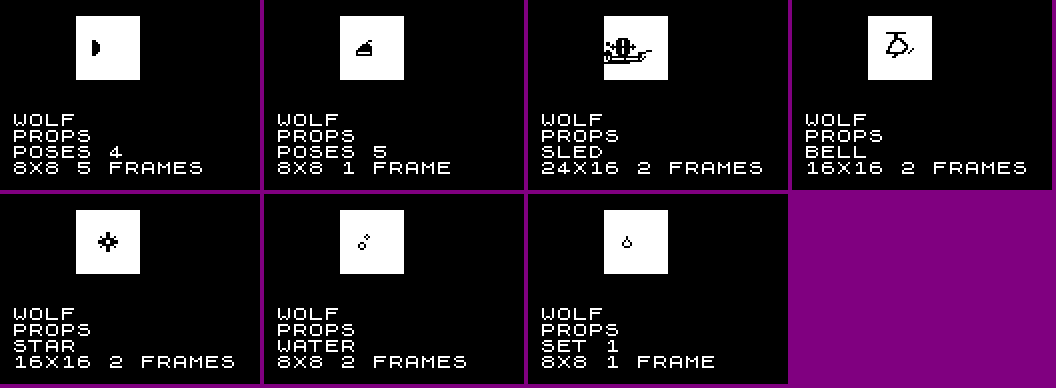 WOLF
PROPS
POSES 4
8X8 5 FRAMES
WOLF
PROPS
POSES 5
8X8 1 FRAME
WOLF
PROPS
SLED
24X16 2 FRAMES
WOLF
PROPS
BELL
16X16 2 FRAMES
WOLF
PROPS
STAR
16X16 2 FRAMES
WOLF
PROPS
WATER
8X8 2 FRAMES
WOLF
PROPS
SET 1
8X8 1 FRAME